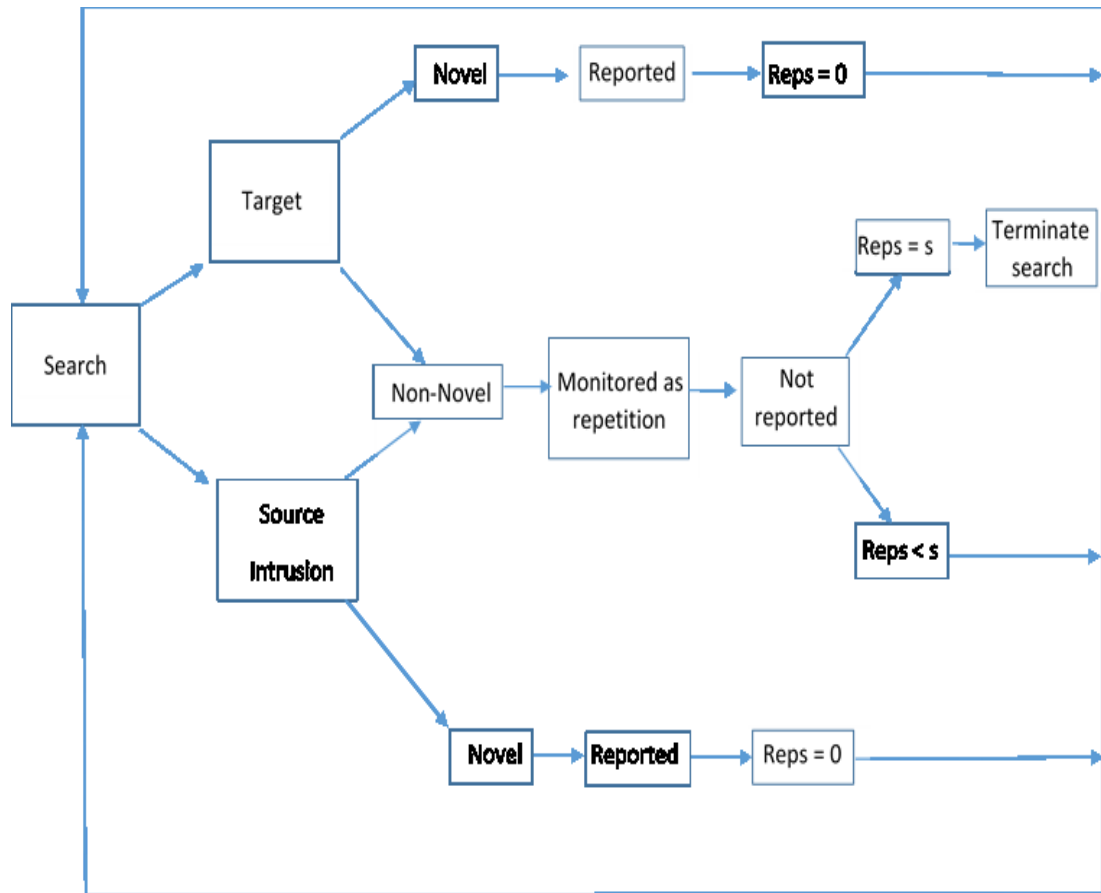 Novel
Reported
Reps = 0
Target
Reps = s
Terminate
search
Search
Non-Novel
Monitored as
repetition
Not
reported
Source
Intrusion
Reps < s
Novel
Reported
Reps = 0